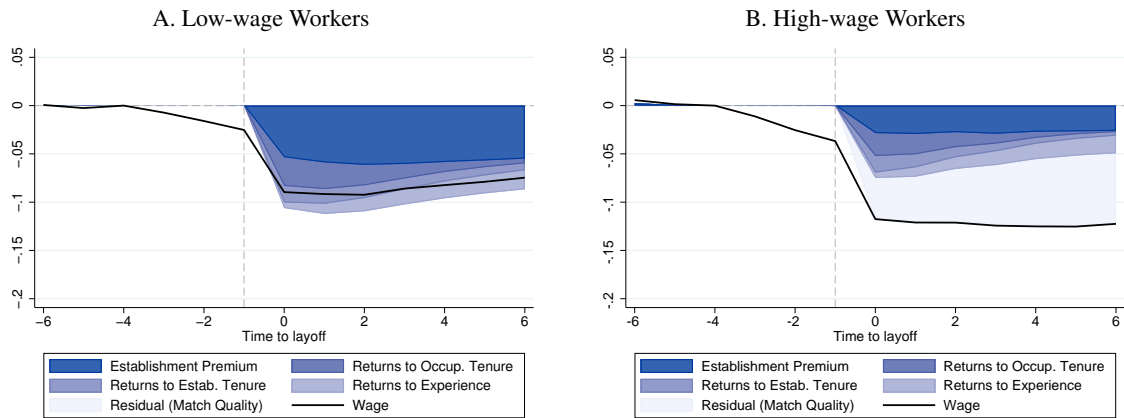 A. Low-wage Workers
.05
0
-.05
-.1
-.15
-.2
−6 −4 −2 0 2 4 6
Time to layoff
Establishment Premium Returns to Occup. Tenure
Returns to Estab. Tenure Returns to Experience
Residual (Match Quality) Wage
B. High-wage Workers
.05
0
-.05
-.1
-.15
-.2
−6 −4 −2 0 2 4 6
Time to layoff
Establishment Premium Returns to Occup. Tenure
Returns to Estab. Tenure Returns to Experience
Residual (Match Quality) Wage